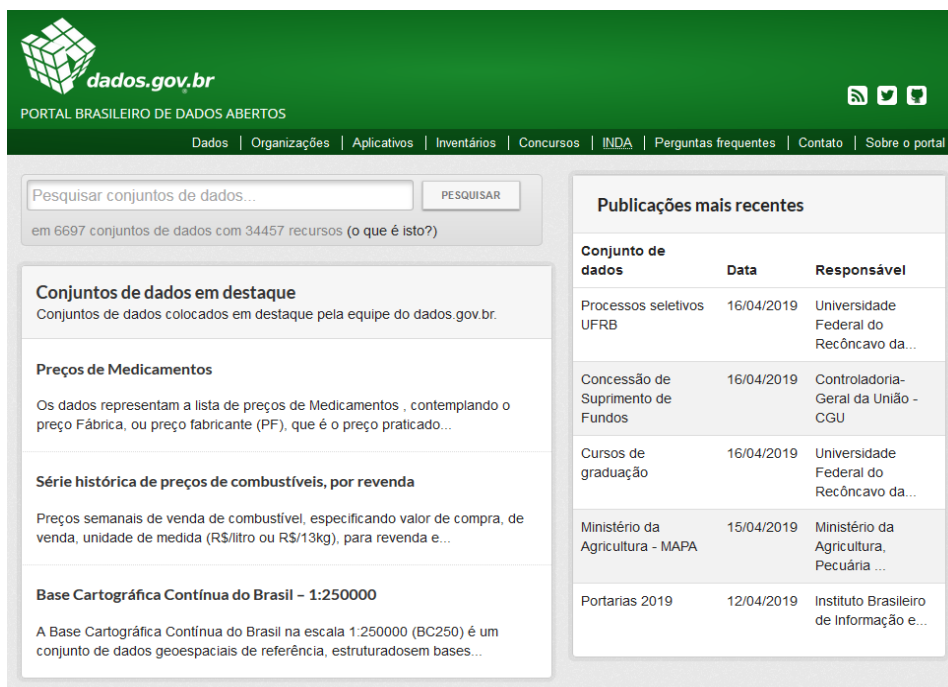 dados.gov.br
PORTAL BRASILEIRO DE DADOS ABERTOS
Dados | Organizações | Aplicativos | Inventários | Concursos | INDA | Perguntas frequentes | Contato | Sobre o portal
Pesquisar conjuntos de dados...
PESQUISAR
em 6697 conjuntos de dados com 34457 recursos (o que é isto?)
Conjuntos de dados em destaque
Conjuntos de dados colocados em destaque pela equipe do dados.gov.br.
Preços de Medicamentos
Os dados representam a lista de preços de Medicamentos , contemplando o
preço Fábrica, ou preço fabricante (PF), que é o preço praticado...
Série histórica de preços de combustíveis, por revenda
Preços semanais de venda de combustível, especificando valor de compra, de
venda, unidade de medida (R$/litro ou R$/13kg), para revenda e...
Base Cartográfica Contínua do Brasil – 1:250000
A Base Cartográfica Contínua do Brasil na escala 1:250000 (BC250) é um
conjunto de dados geoespaciais de referência, estruturadosem bases...
Publicações mais recentes
Conjunto de
dados Data Responsável
Processos seletivos 16/04/2019 Universidade
UFRB Federal do
Recôncavo da...
Concessão de 16/04/2019 Controladoria-
Suprimento de Geral da União -
Fundos CGU
Cursos de 16/04/2019 Universidade
graduação Federal do
Recôncavo da...
Ministério da 15/04/2019 Ministério da
Agricultura - MAPA Agricultura,
Pecuária ...
Portarias 2019 12/04/2019 Instituto Brasileiro
de Informação e...